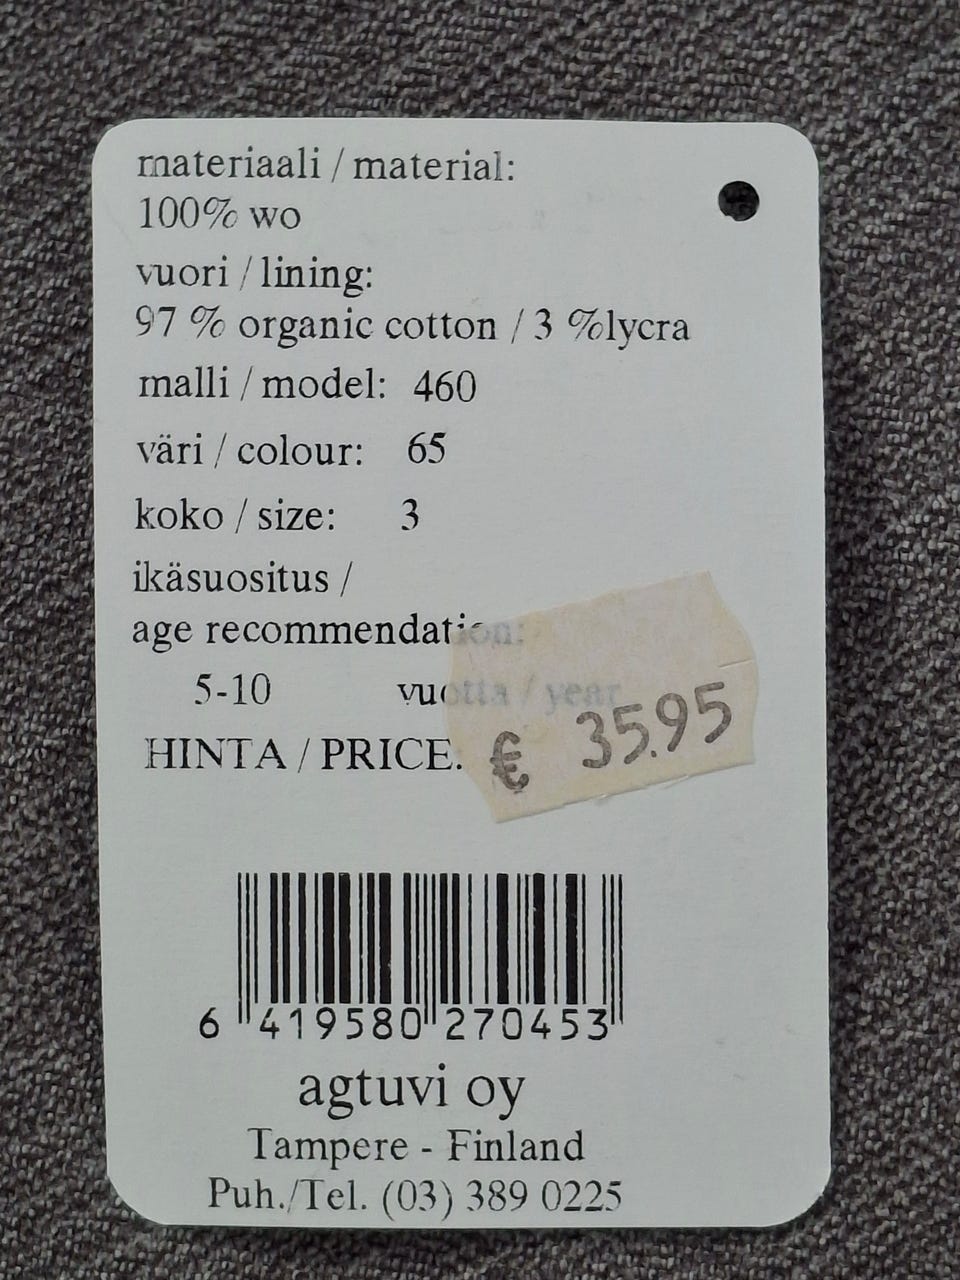 materiaali / material:
100% wo
vuori / lining:
97 % organic cotton / 3 %lycra
malli / model: 460
väri / colour: 65
koko / size: 3
ikäsuositus /
age recommendation:
5-10 vuotta / year
HINTA / PRICE.
€ 35.95
6 419580 270453
agtuvi oy
Tampere - Finland
Puh./Tel. (03) 389 0225